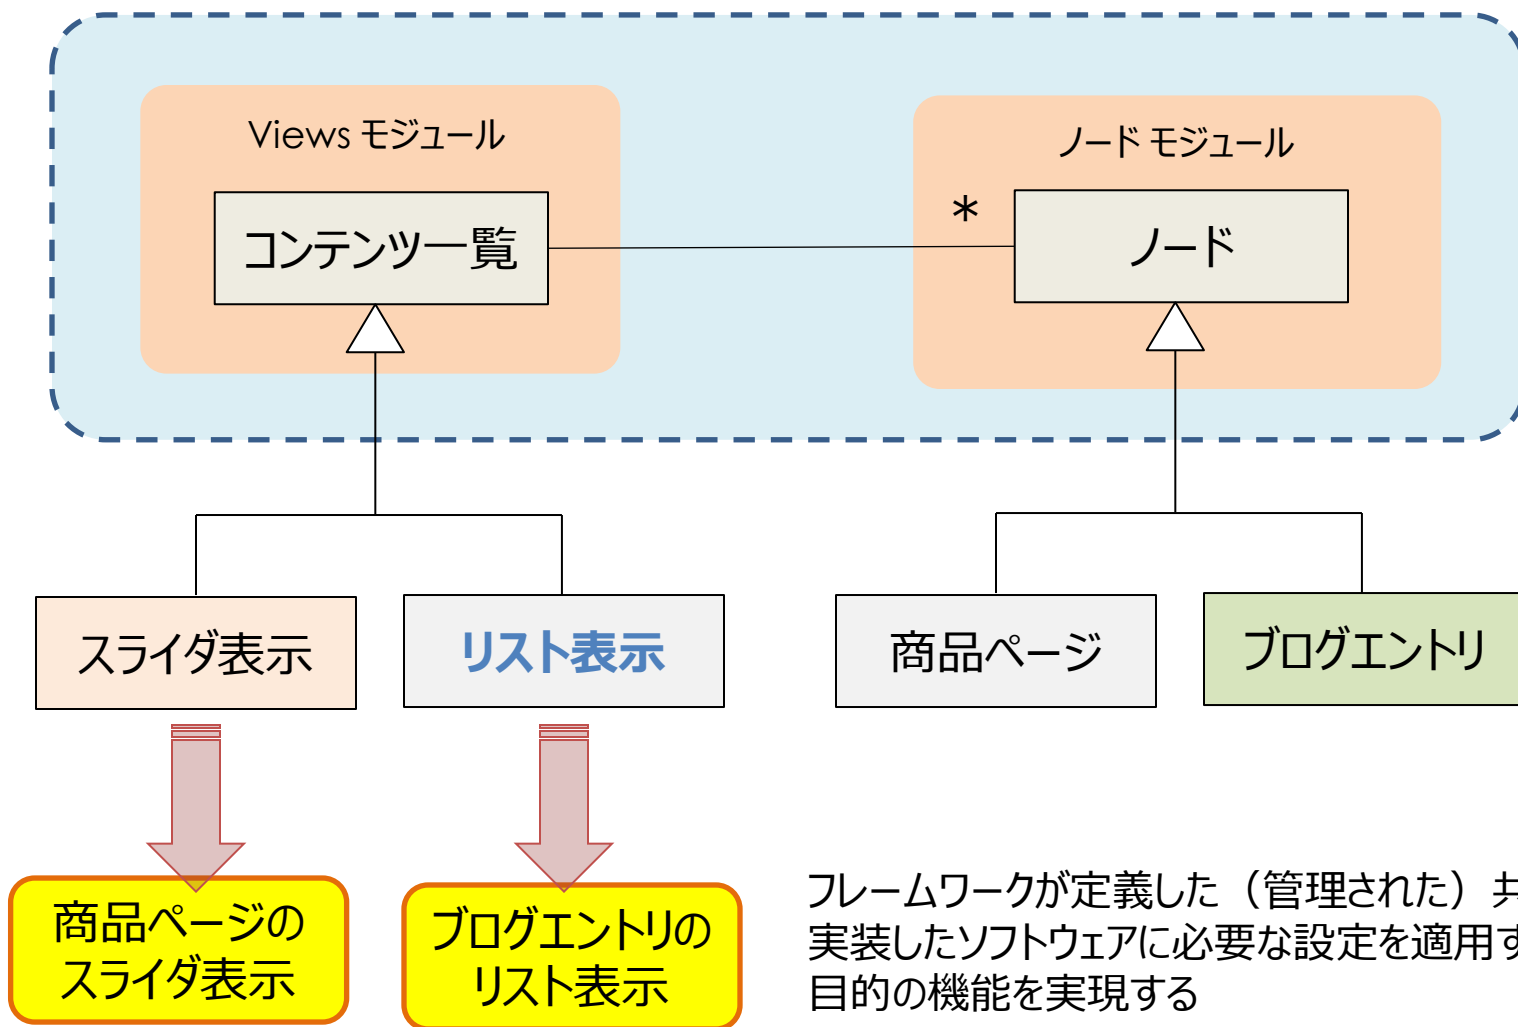 Views モジュール
ノード モジュール
コンテンツ一覧
*
ノード
スライダ表示
リスト表示
商品ページ
ブログエントリ
商品ページの
スライダ表示
ブログエントリの
リスト表示
フレームワークが定義した（管理された）共
実装したソフトウェアに必要な設定を適用す
目的の機能を実現する